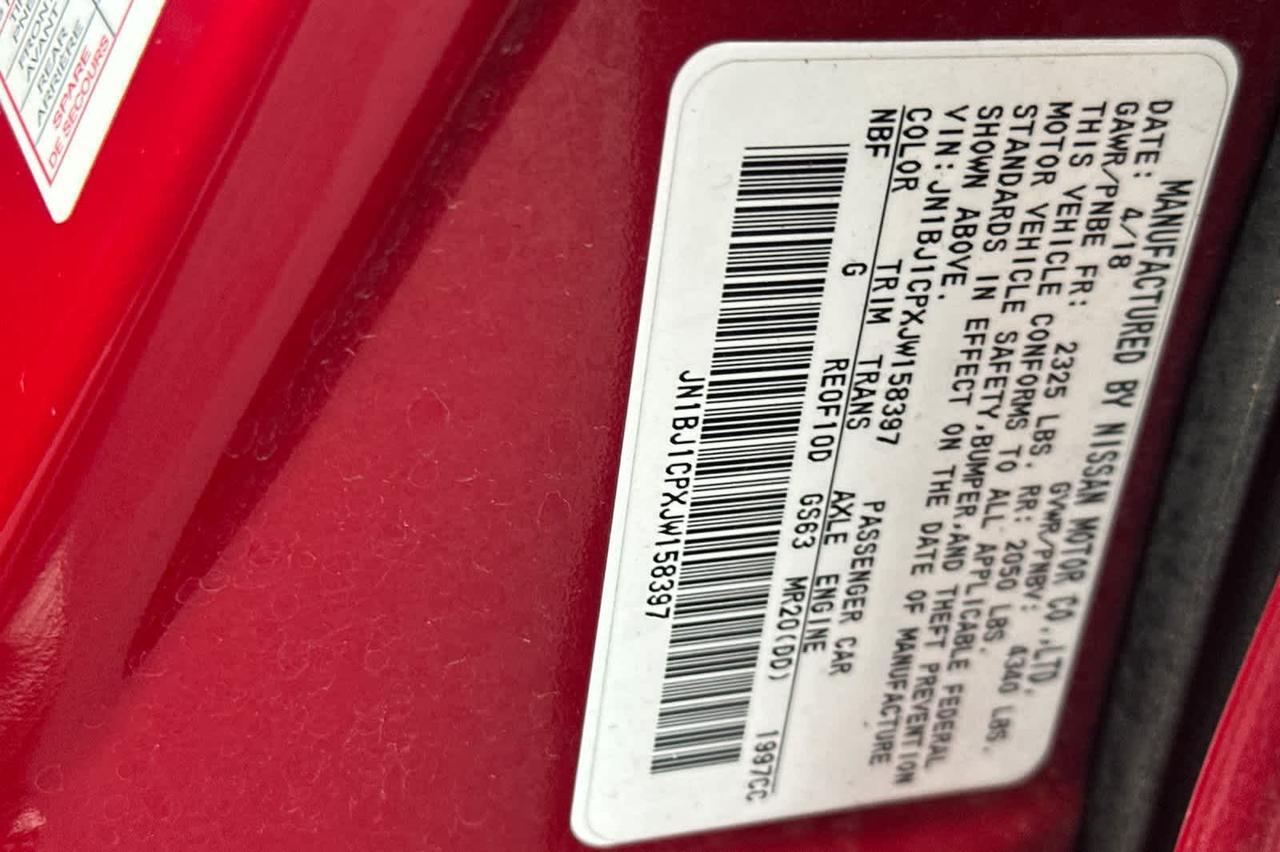 FRONT
AVANT
REAR
ARRIÈRE
SPARE
DE SECOURS
MANUFACTURED BY NISSAN MOTOR CO.,LTD.
DATE: 4/18 GVWR/PNBV: 4340 LBS.
GAWR/PNBE FR: 2325 LBS. RR: 2050 LBS.
THIS VEHICLE CONFORMS TO ALL APPLICABLE FEDERAL
MOTOR VEHICLE SAFETY,BUMPER,AND THEFT PREVENTION
STANDARDS IN EFFECT ON THE DATE OF MANUFACTURE
SHOWN ABOVE.
VIN:JN1BJ1CPXJW158397 PASSENGER CAR
COLOR TRIM TRANS AXLE ENGINE
NBF G RE0F10D GS63 MR20(DD) 1997CC
JN1BJ1CPXJW158397